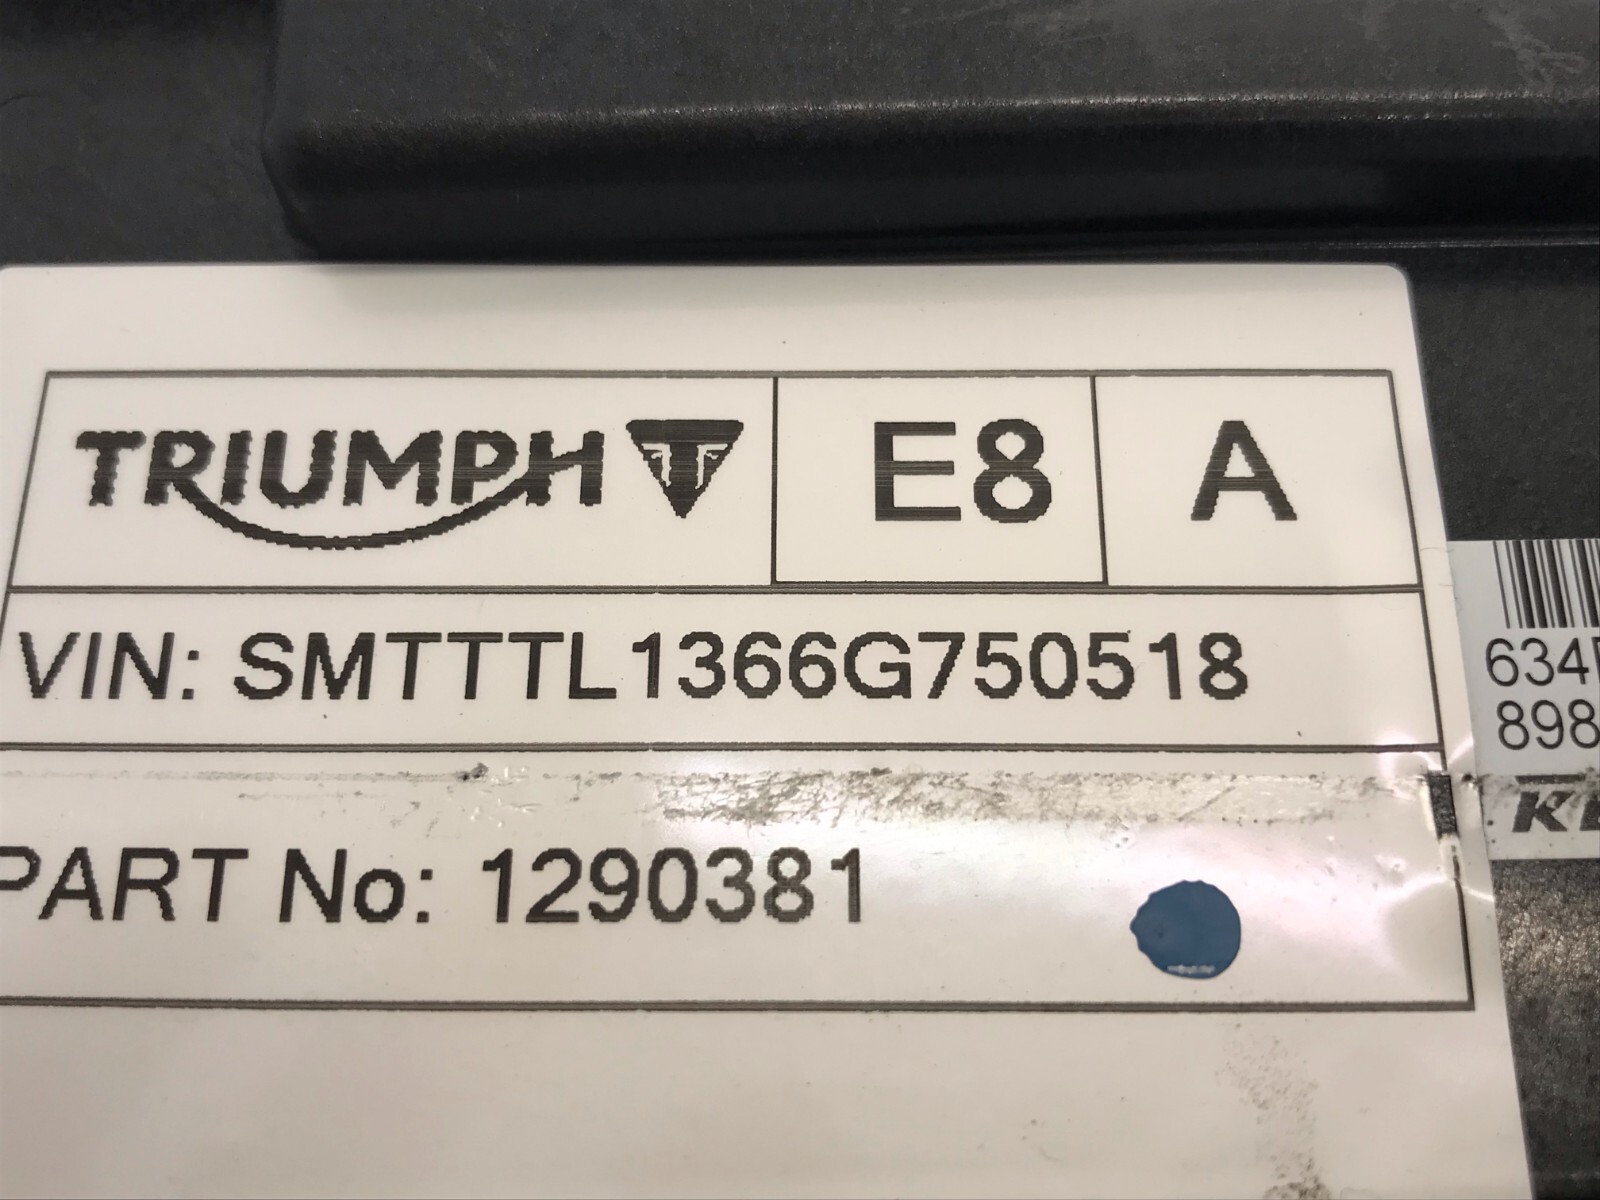 TRIUMPH E8 A
VIN: SMTTTL1366G750518
PART No: 1290381
634
898